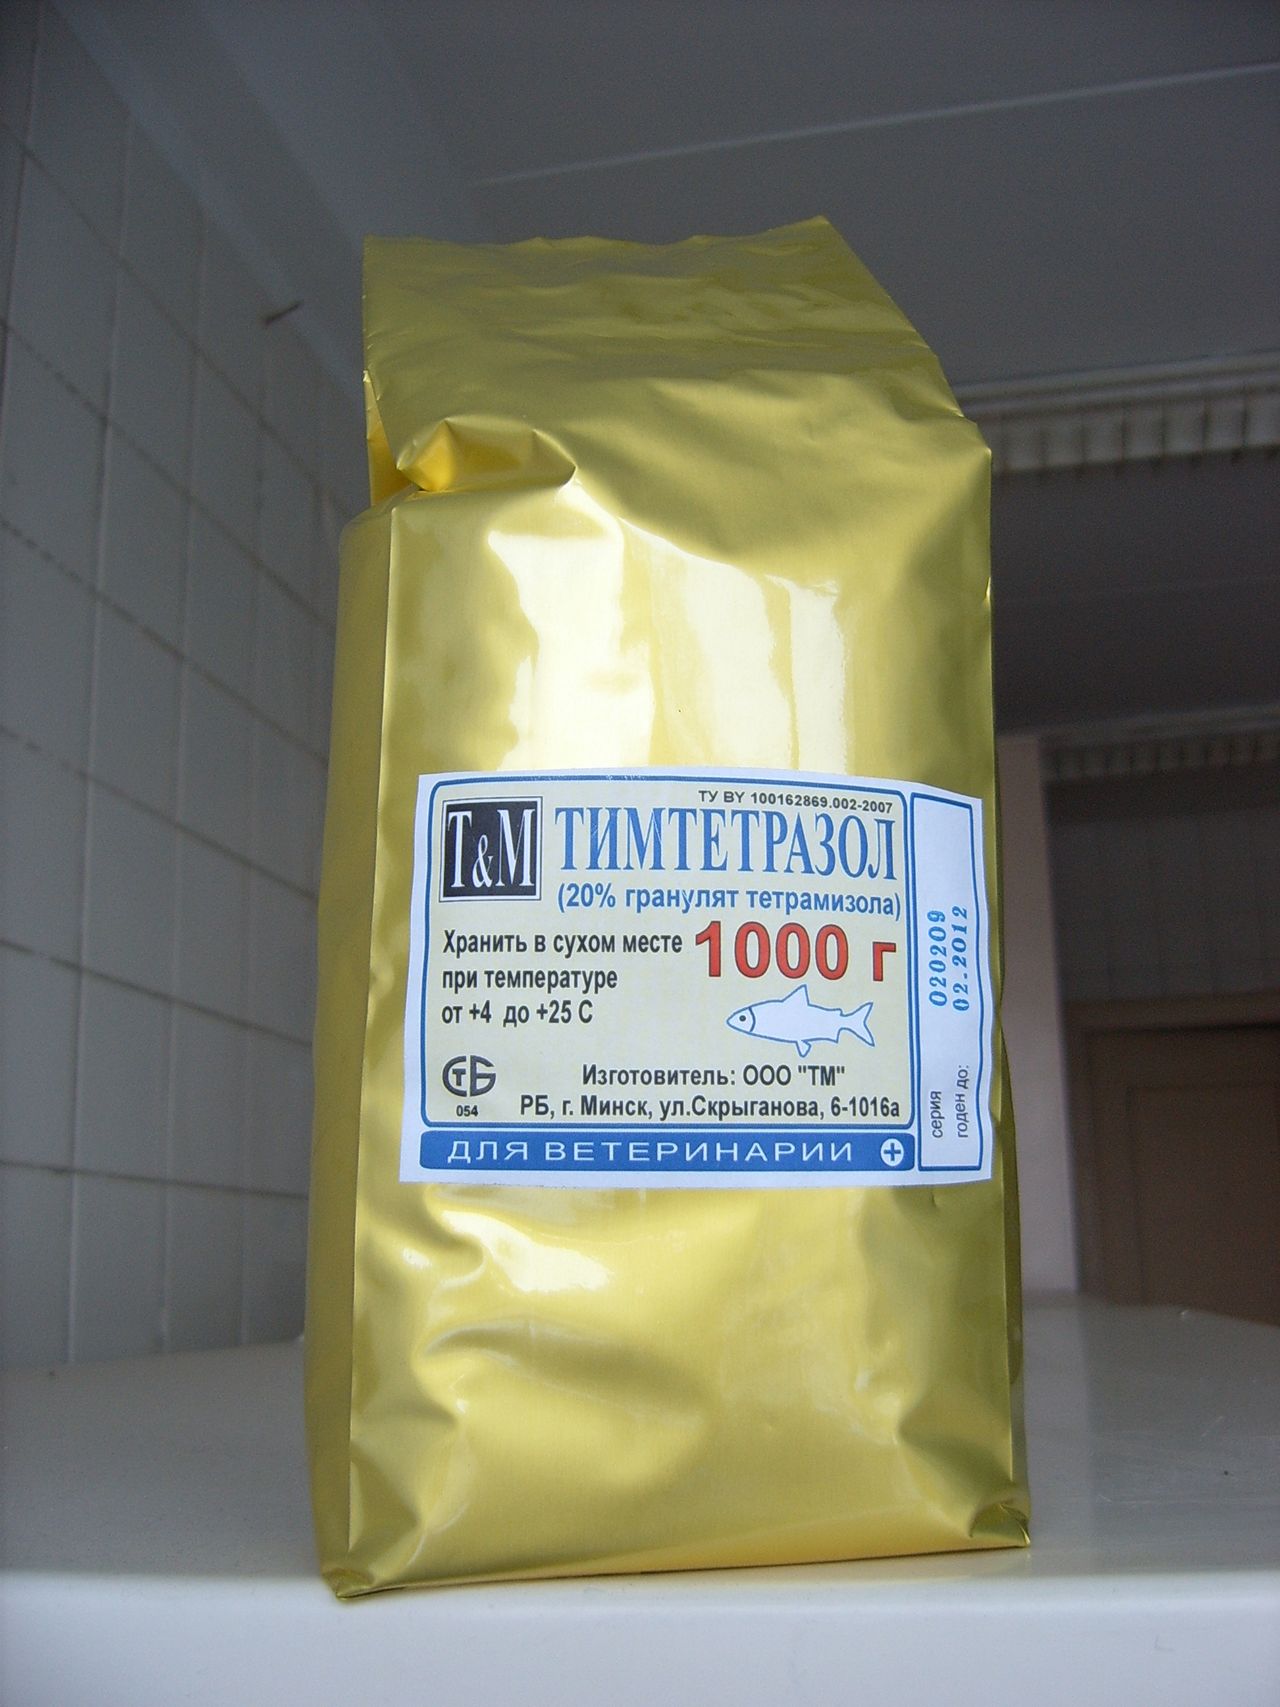 ТУ BY 100162869.002-2007
T&M
ТИМТЕТРАЗОЛ
(20% гранулят тетрамизола)
Хранить в сухом месте
при температуре
от +4 до +25 С
1000 г
СТБ
054
Изготовитель: ООО "ТМ"
РБ, г. Минск, ул.Скрыганова, 6-1016а
ДЛЯ ВЕТЕРИНАРИИ
серия 020209
годен до: 02.2012